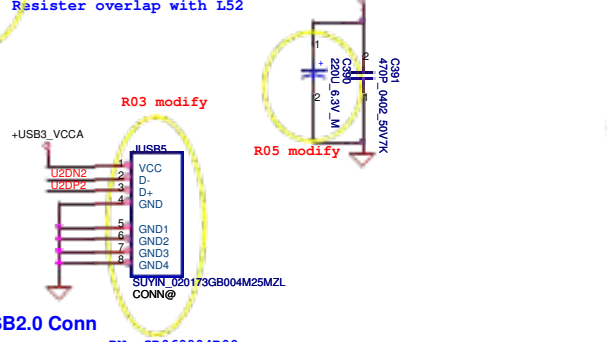 Resister overlap with L52
1
+
2
C390
220U_6.3V_M
2
1
C391
470P_0402_50V7K
R03 modify
R05 modify
+USB3_VCCA
JUSB5
1 VCC
U2DN2 2 D-
U2DP2 3 D+
4 GND
5 GND1
6 GND2
7 GND3
8 GND4
SUYIN_020173GB004M25MZL
CONN@
SB2.0 Conn